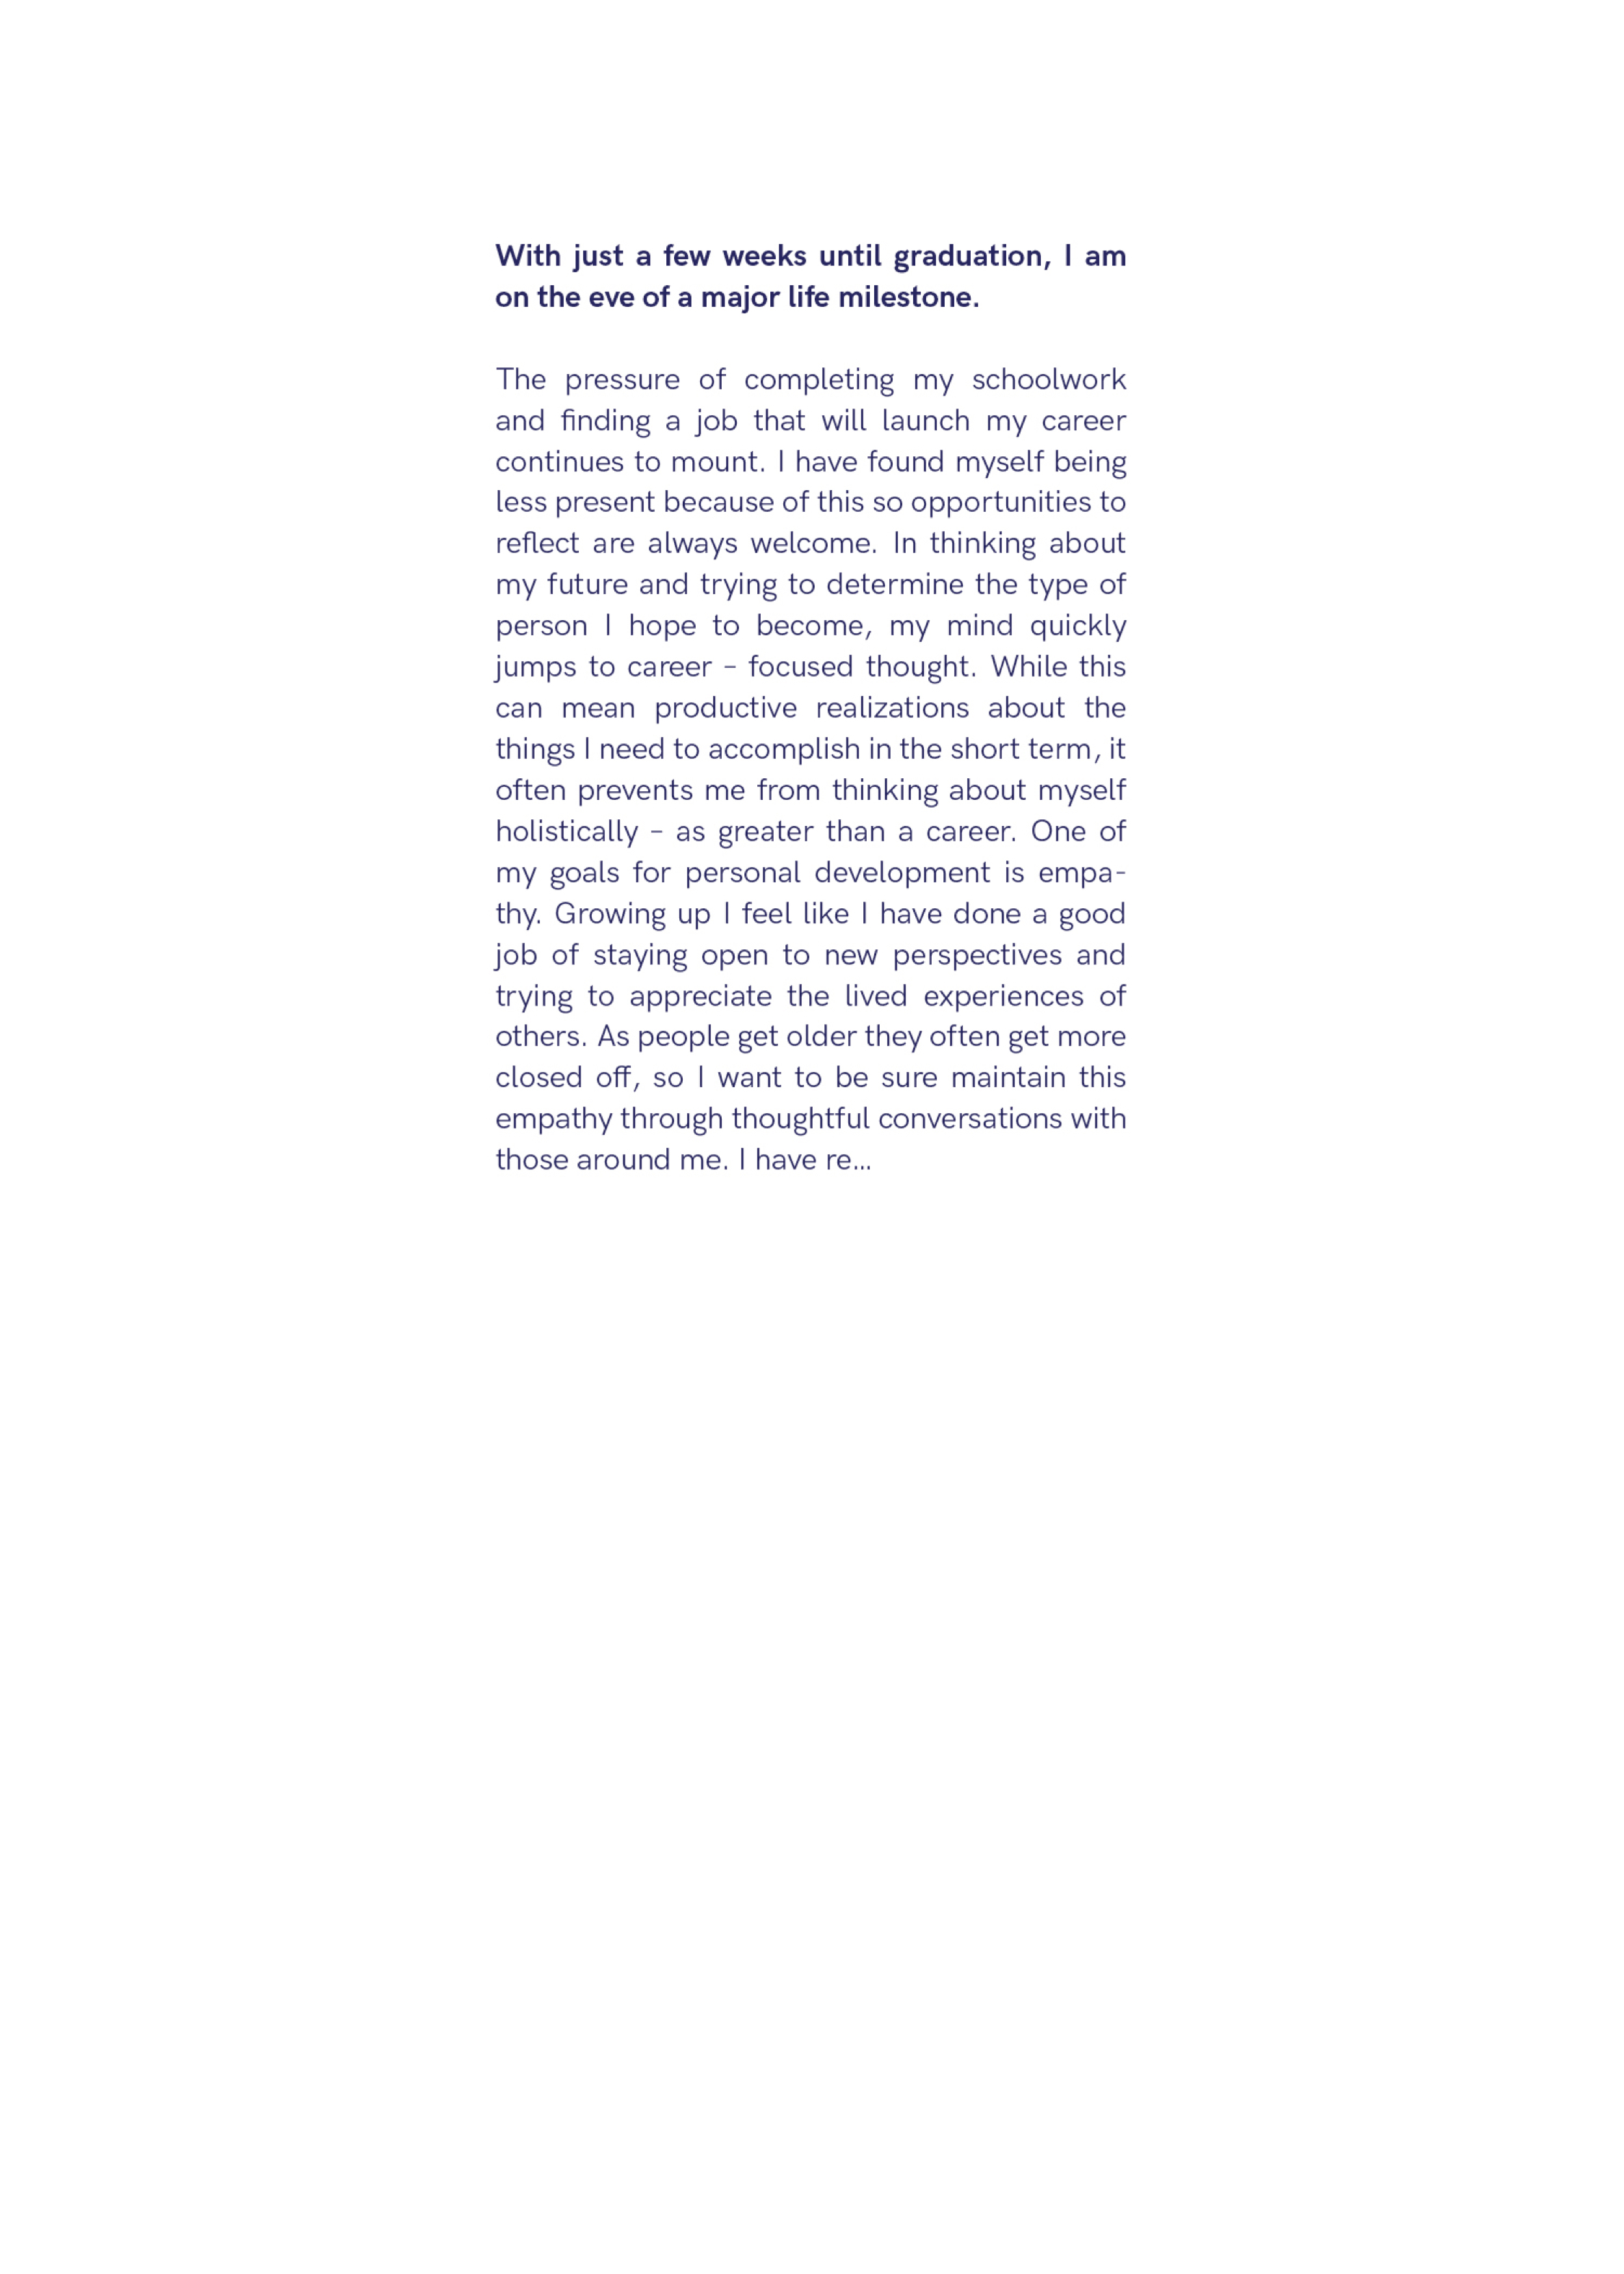 With just a few weeks until graduation, I am
on the eve of a major life milestone.
The pressure of completing my schoolwork
and finding a job that will launch my career
continues to mount. I have found myself being
less present because of this so opportunities to
reflect are always welcome. In thinking about
my future and trying to determine the type of
person I hope to become, my mind quickly
jumps to career – focused thought. While this
can mean productive realizations about the
things I need to accomplish in the short term, it
often prevents me from thinking about myself
holistically – as greater than a career. One of
my goals for personal development is empa-
thy. Growing up I feel like I have done a good
job of staying open to new perspectives and
trying to appreciate the lived experiences of
others. As people get older they often get more
closed off, so I want to be sure maintain this
empathy through thoughtful conversations with
those around me. I have re...